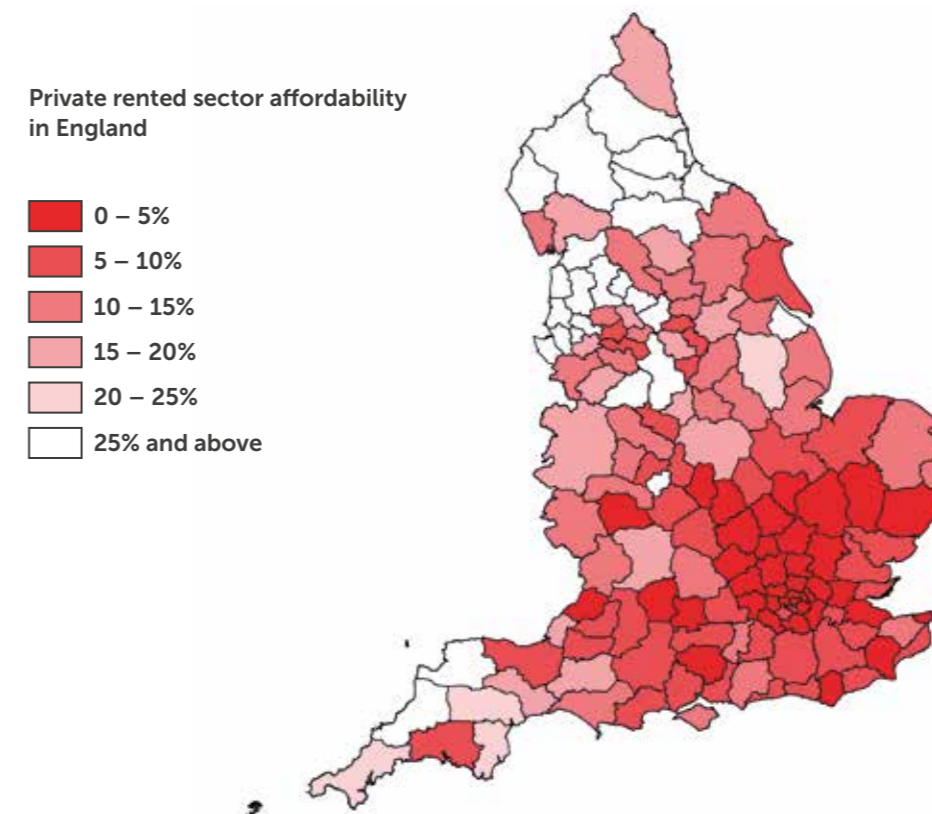 Private rented sector affordability
in England
0 – 5%
5 – 10%
10 – 15%
15 – 20%
20 – 25%
25% and above